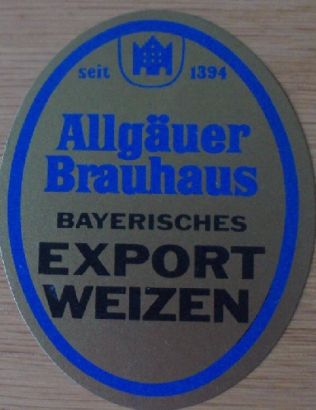 seit 1394
Allgäuer
Brauhaus
BAYERISCHES
EXPORT
WEIZEN